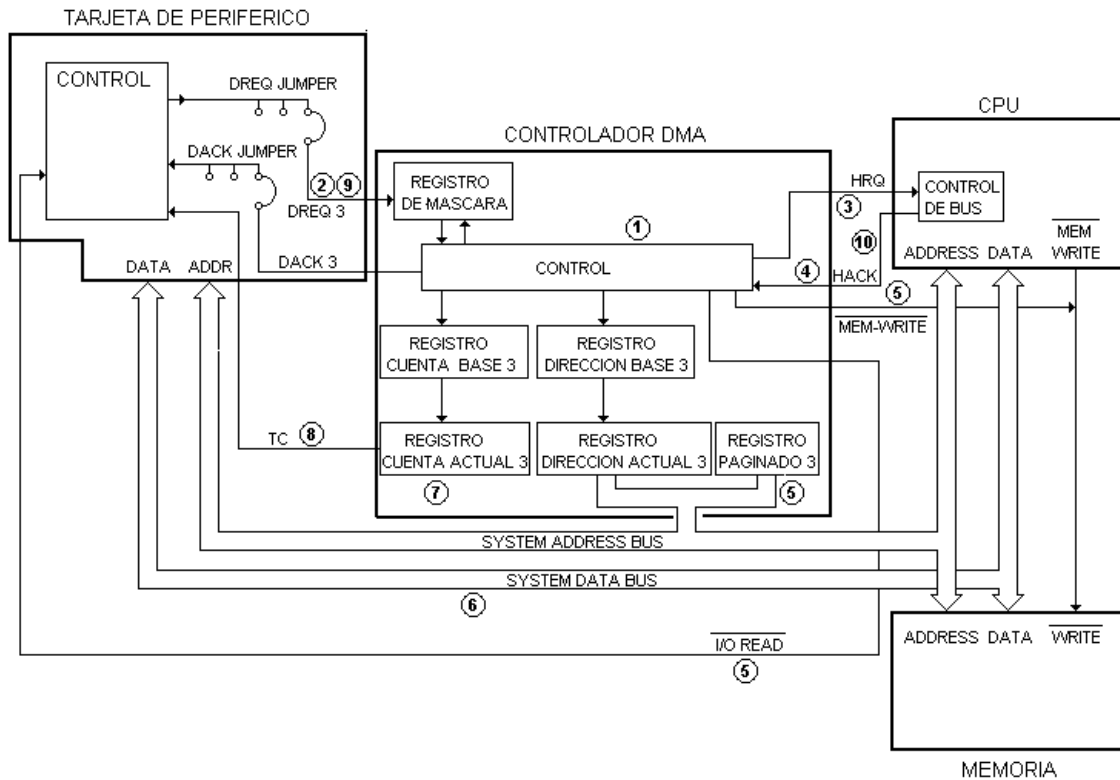 TARJETA DE PERIFERICO
CONTROL
DREQ JUMPER
DACK JUMPER
2 9
DREQ 3
DACK 3
DATA ADDR
CONTROLADOR DMA
REGISTRO
DE MASCARA
1
CONTROL
REGISTRO
CUENTA BASE 3
REGISTRO
DIRECCION BASE 3
REGISTRO
CUENTA ACTUAL 3
7
REGISTRO
DIRECCION ACTUAL 3
REGISTRO
PAGINADO 3
5
TC 8
HRQ
3
10
4
HACK
5
MEM-WRITE
CPU
CONTROL
DE BUS
MEM
ADDRESS DATA WRITE
SYSTEM ADDRESS BUS
SYSTEM DATA BUS
6
I/O READ
5
ADDRESS DATA WRITE
MEMORIA